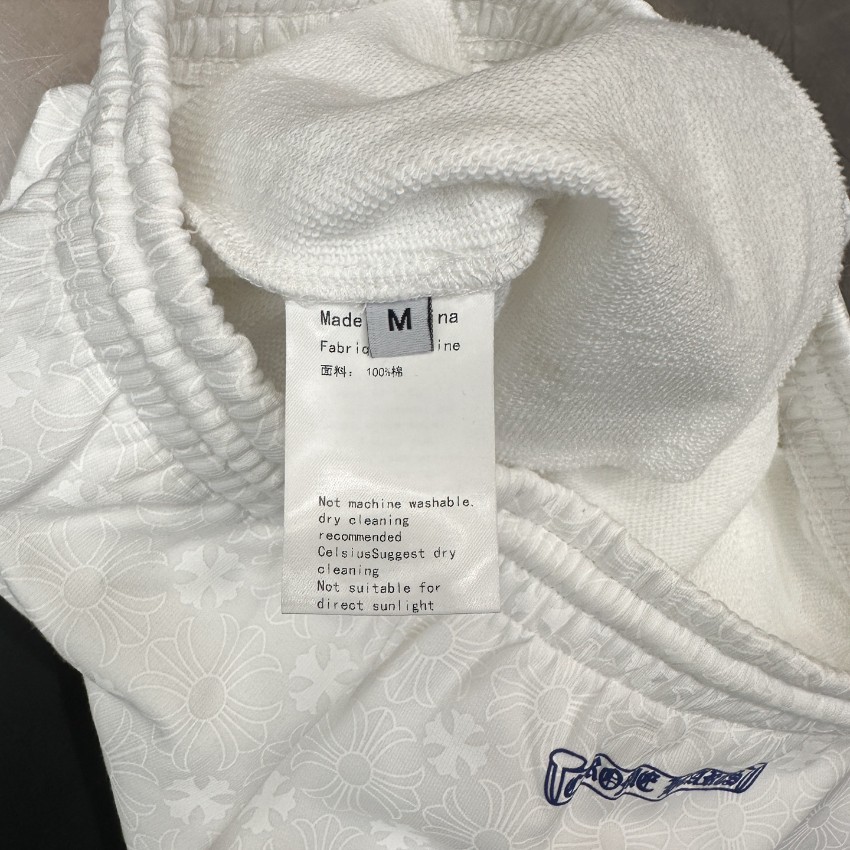 Made
M
na
Fabric
ine
面料: 100%棉
Not machine washable.
dry cleaning
recommended
CelsiusSuggest dry
cleaning
Not suitable for
direct sunlight